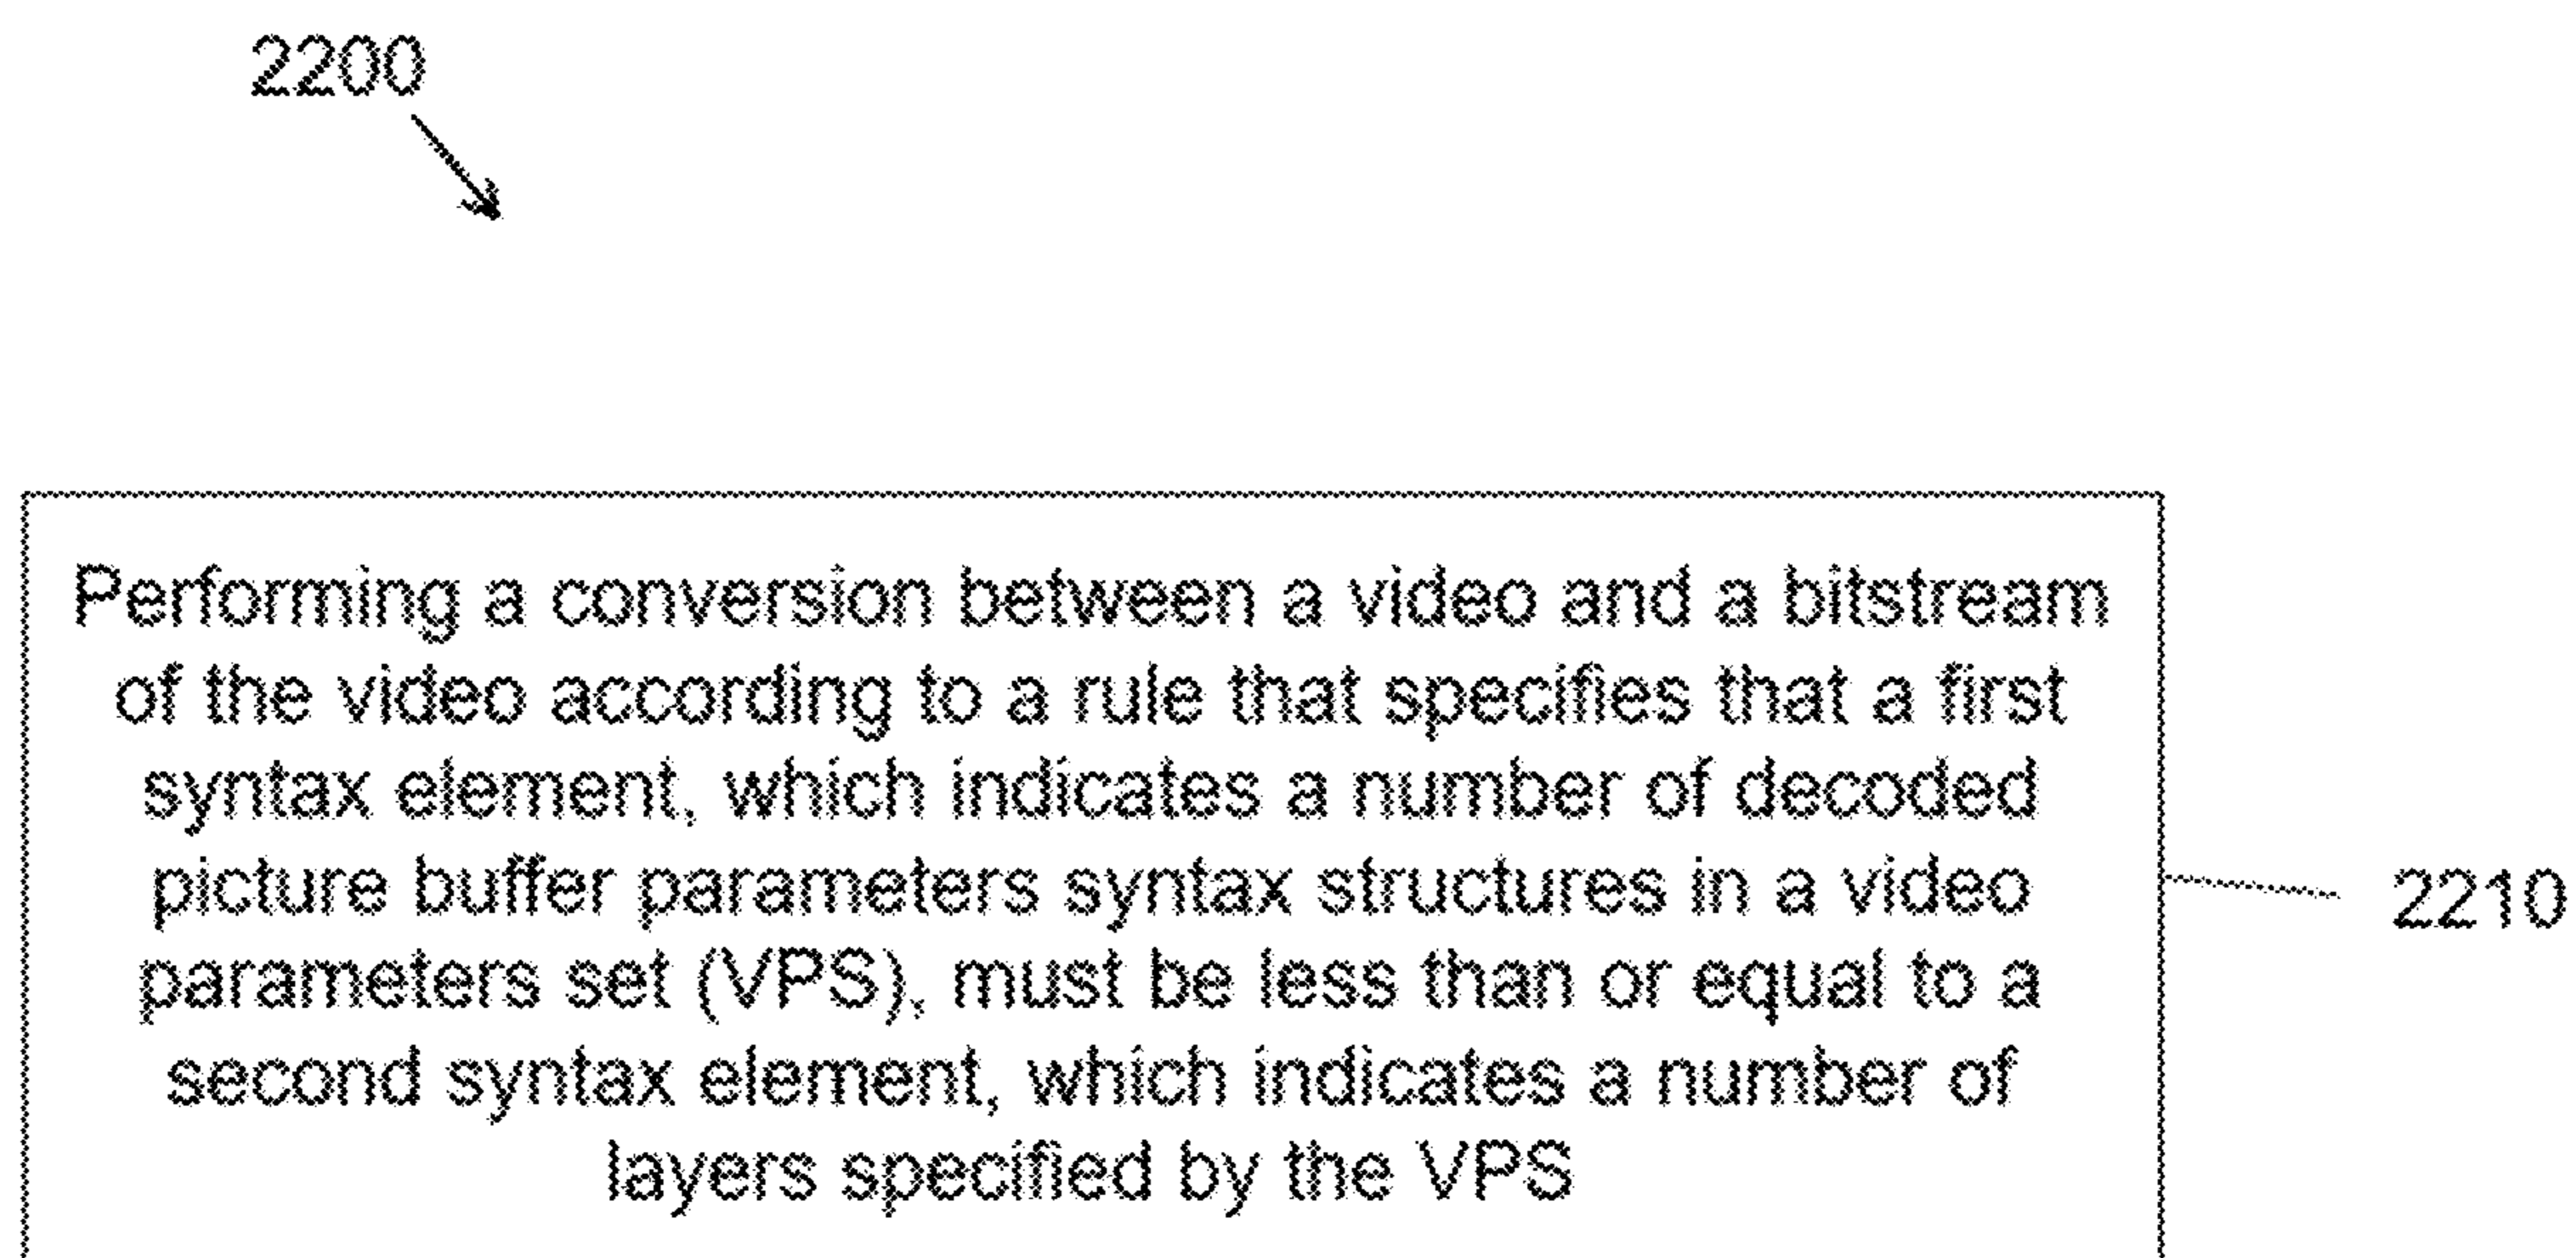 2200
Performing a conversion between a video and a bitstream
of the video according to a rule that specifies that a first
syntax element, which indicates a number of decoded
picture buffer parameters syntax structures in a video
parameters set (VPS), must be less than or equal to a
second syntax element, which indicates a number of
layers specified by the VPS
2210